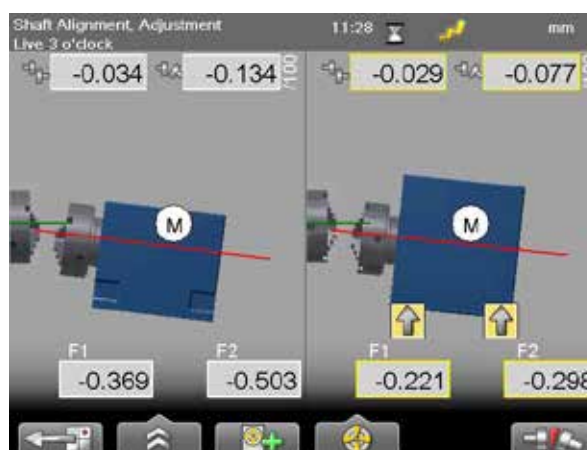 Shaft Alignment, Adjustment 11:28 mm
Live 3 o'clock
-0.034 -0.134 /100 -0.029 -0.077
M M
F1 F2 F1 F2
-0.369 -0.503 -0.221 -0.298